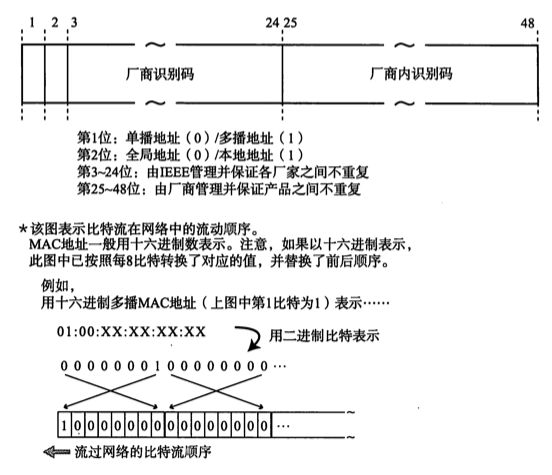 1 2 3 24 25 48
厂商识别码 厂商内识别码
第1位：单播地址（0）/多播地址（1）
第2位：全局地址（0）/本地地址（1）
第3~24位：由IEEE管理并保证各厂家之间不重复
第25~48位：由厂商管理并保证产品之间不重复
*该图表示比特流在网络中的流动顺序。
MAC地址一般用十六进制数表示。注意，如果以十六进制表示，
此图中已按照每8比特转换了对应的值，并替换了前后顺序。
例如，
用十六进制多播MAC地址（上图中第1比特为1）表示……
01:00:XX:XX:XX:XX
用二进制比特表示
0 0 0 0 0 0 0 1 0 0 0 0 0 0 0 0 …
1 0 0 0 0 0 0 0 0 0 0 0 0 0 0 0 …
流过网络的比特流顺序